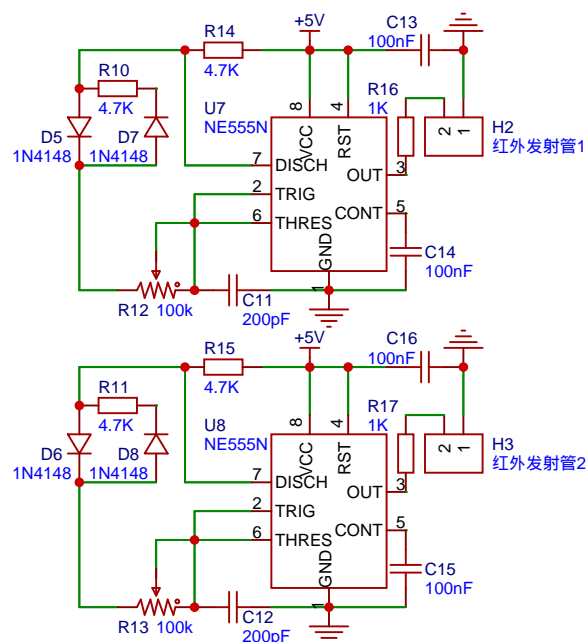 +5V
C13
100nF
R14
4.7K
R10
4.7K
D5
1N4148
D7
1N4148
U7
NE555N
8
4
VCC
RST
7
DISCH
2
TRIG
6
THRES
OUT
3
CONT
5
GND
1
R16
1K
2
1
H2
红外发射管1
C14
100nF
R12
100k
C11
200pF
+5V
C16
100nF
R15
4.7K
R11
4.7K
D6
1N4148
D8
1N4148
U8
NE555N
8
4
VCC
RST
7
DISCH
2
TRIG
6
THRES
OUT
3
CONT
5
GND
1
R17
1K
2
1
H3
红外发射管2
C15
100nF
R13
100k
C12
200pF